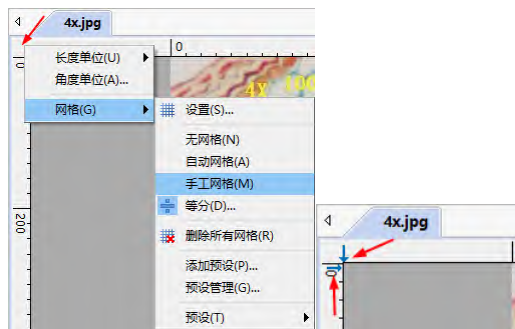 4x.jpg
0
长度单位(U)
角度单位(A)...
网格(G)
4X 100
设置(S)...
无网格(N)
自动网格(A)
手工网格(M)
等分(D)...
删除所有网格(R)
添加预设(P)...
预设管理(G)...
预设(T)
0
200
4x.jpg
0